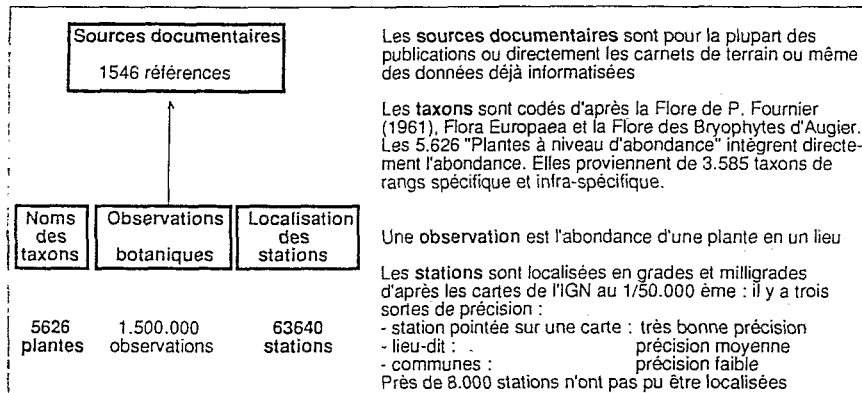 Sources documentaires
1546 références
Noms
des
taxons
Observations
botaniques
Localisation
des
stations
5626
plantes
1.500.000
observations
63640
stations
Les sources documentaires sont pour la plupart des
publications ou directement les carnets de terrain ou même
des données déjà informatisées
Les taxons sont codés d'après la Flore de P. Fournier
(1961), Flora Europaea et la Flore des Bryophytes d'Augier.
Les 5.626 "Plantes à niveau d'abondance" intègrent directe-
ment l'abondance. Elles proviennent de 3.585 taxons de
rangs spécifique et infra-spécifique.
Une observation est l'abondance d'une plante en un lieu
Les stations sont localisées en grades et milligrades
d'après les cartes de l'IGN au 1/50.000 ème : il y a trois
sortes de précision :
- station pointée sur une carte : très bonne précision
- lieu-dit : précision moyenne
- communes : précision faible
Près de 8.000 stations n'ont pas pu être localisées